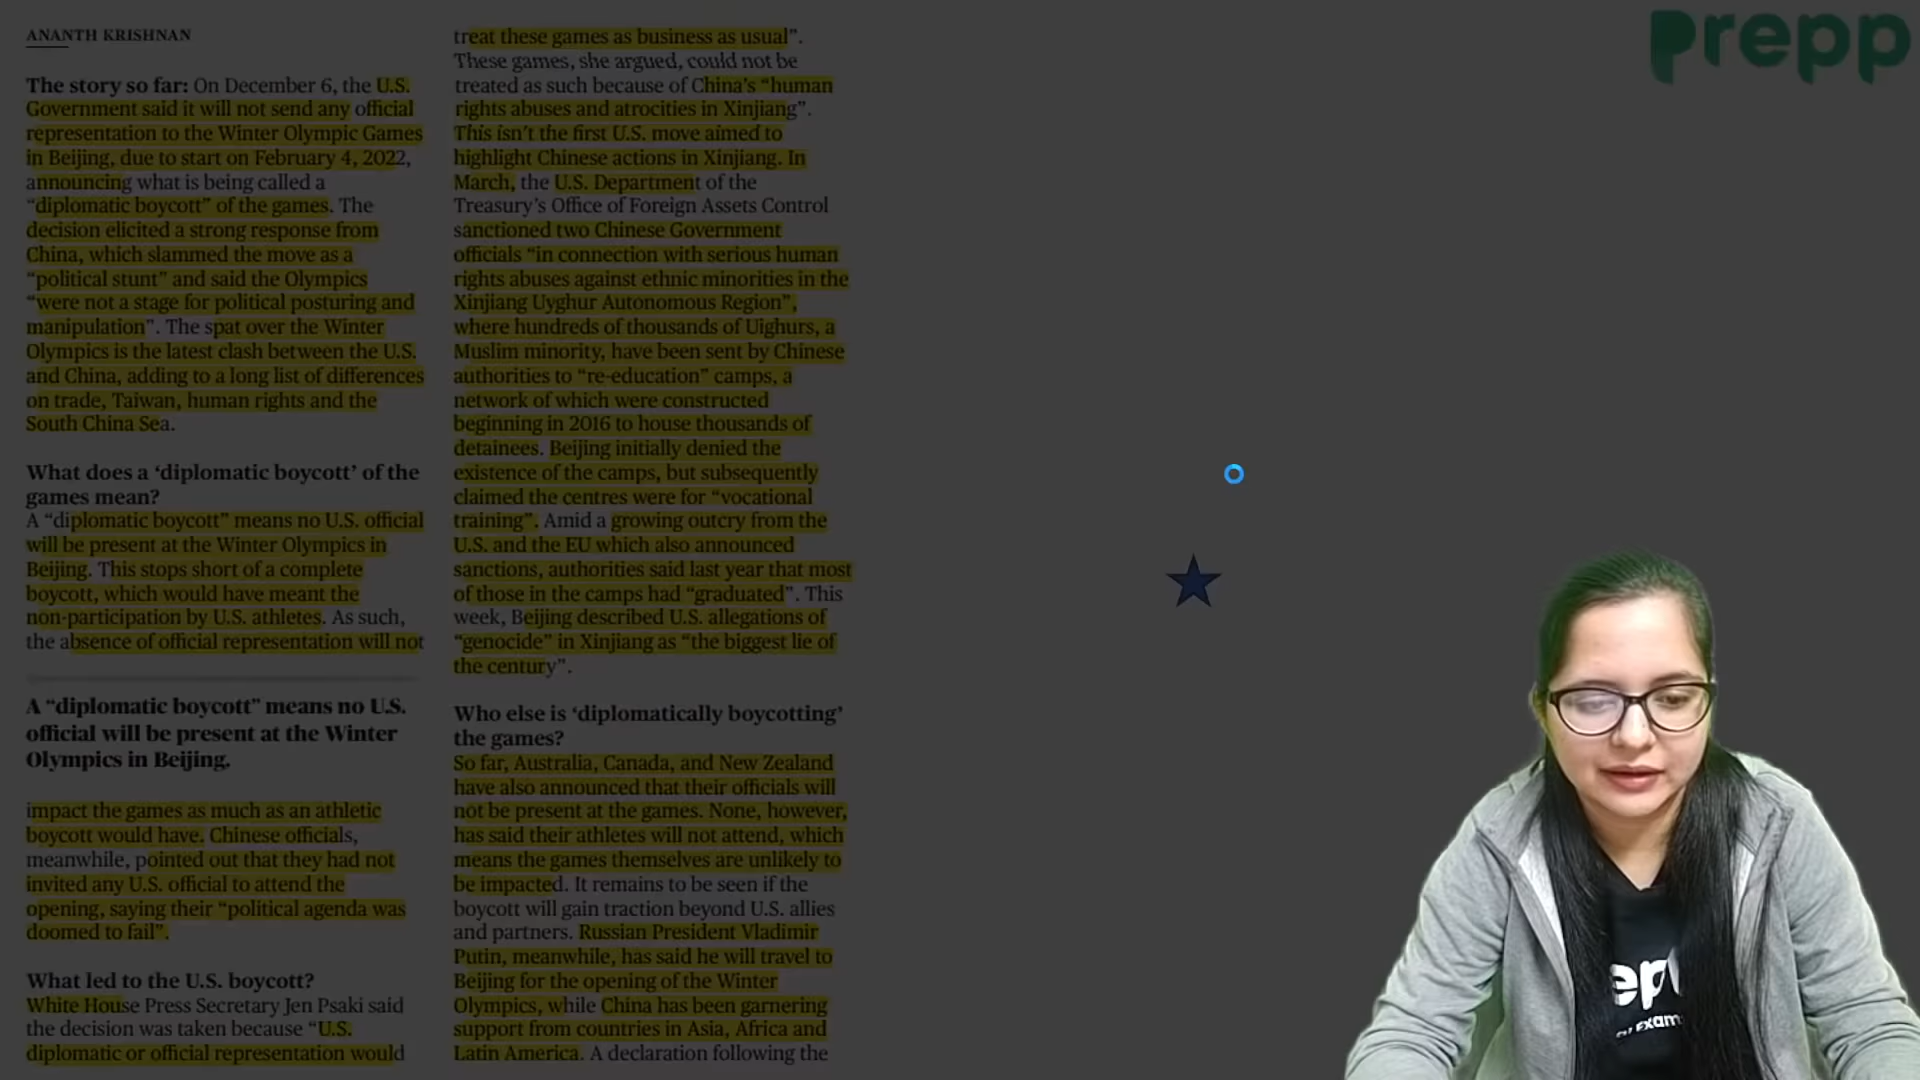 ANANTH KRISHNAN
The story so far: On December 6, the U.S.
Government said it will not send any official
representation to the Winter Olympic Games
in Beijing, due to start on February 4, 2022,
announcing what is being called a
“diplomatic boycott” of the games. The
decision elicited a strong response from
China, which slammed the move as a
“political stunt” and said the Olympics
“were not a stage for political posturing and
manipulation”. The spat over the Winter
Olympics is the latest clash between the U.S.
and China, adding to a long list of differences
on trade, Taiwan, human rights and the
South China Sea.
What does a ‘diplomatic boycott’ of the
games mean?
A “diplomatic boycott” means no U.S. official
will be present at the Winter Olympics in
Beijing. This stops short of a complete
boycott, which would have meant the
non-participation by U.S. athletes. As such,
the absence of official representation will not
A “diplomatic boycott” means no U.S.
official will be present at the Winter
Olympics in Beijing.
impact the games as much as an athletic
boycott would have. Chinese officials,
meanwhile, pointed out that they had not
invited any U.S. official to attend the
opening, saying their “political agenda was
doomed to fail”.
What led to the U.S. boycott?
White House Press Secretary Jen Psaki said
the decision was taken because “U.S.
diplomatic or official representation would
treat these games as business as usual”.
These games, she argued, could not be
treated as such because of China’s “human
rights abuses and atrocities in Xinjiang”.
This isn’t the first U.S. move aimed to
highlight Chinese actions in Xinjiang. In
March, the U.S. Department of the
Treasury’s Office of Foreign Assets Control
sanctioned two Chinese Government
officials “in connection with serious human
rights abuses against ethnic minorities in the
Xinjiang Uyghur Autonomous Region”,
where hundreds of thousands of Uighurs, a
Muslim minority, have been sent by Chinese
authorities to “re-education” camps, a
network of which were constructed
beginning in 2016 to house thousands of
detainees. Beijing initially denied the
existence of the camps, but subsequently
claimed the centres were for “vocational
training”. Amid a growing outcry from the
U.S. and the EU which also announced
sanctions, authorities said last year that most
of those in the camps had “graduated”. This
week, Beijing described U.S. allegations of
“genocide” in Xinjiang as “the biggest lie of
the century”.
Who else is ‘diplomatically boycotting’
the games?
So far, Australia, Canada, and New Zealand
have also announced that their officials will
not be present at the games. None, however,
has said their athletes will not attend, which
means the games themselves are unlikely to
be impacted. It remains to be seen if the
boycott will gain traction beyond U.S. allies
and partners. Russian President Vladimir
Putin, meanwhile, has said he will travel to
Beijing for the opening of the Winter
Olympics, while China has been garnering
support from countries in Asia, Africa and
Latin America. A declaration following the
prepp